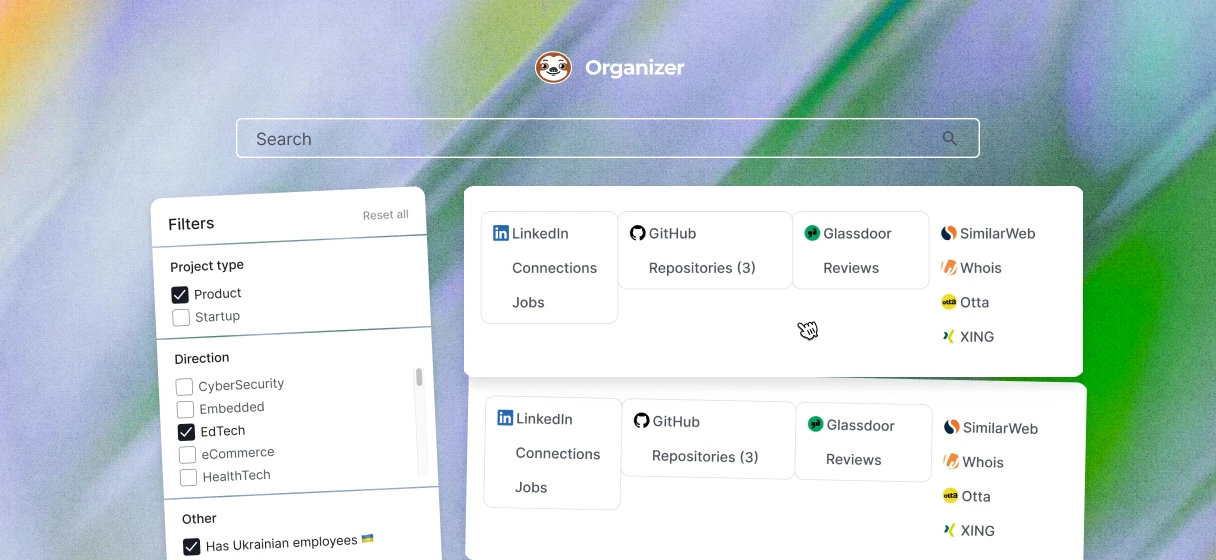 Organizer
Search
Filters
Reset all
Project type
Product
Startup
Direction
CyberSecurity
Embedded
EdTech
eCommerce
HealthTech
Other
Has Ukrainian employees 🇺🇦
LinkedIn
Connections
Jobs
GitHub
Repositories (3)
Glassdoor
Reviews
SimilarWeb
Whois
otta Otta
XING
LinkedIn
Connections
Jobs
GitHub
Repositories (3)
Glassdoor
Reviews
SimilarWeb
Whois
otta Otta
XING